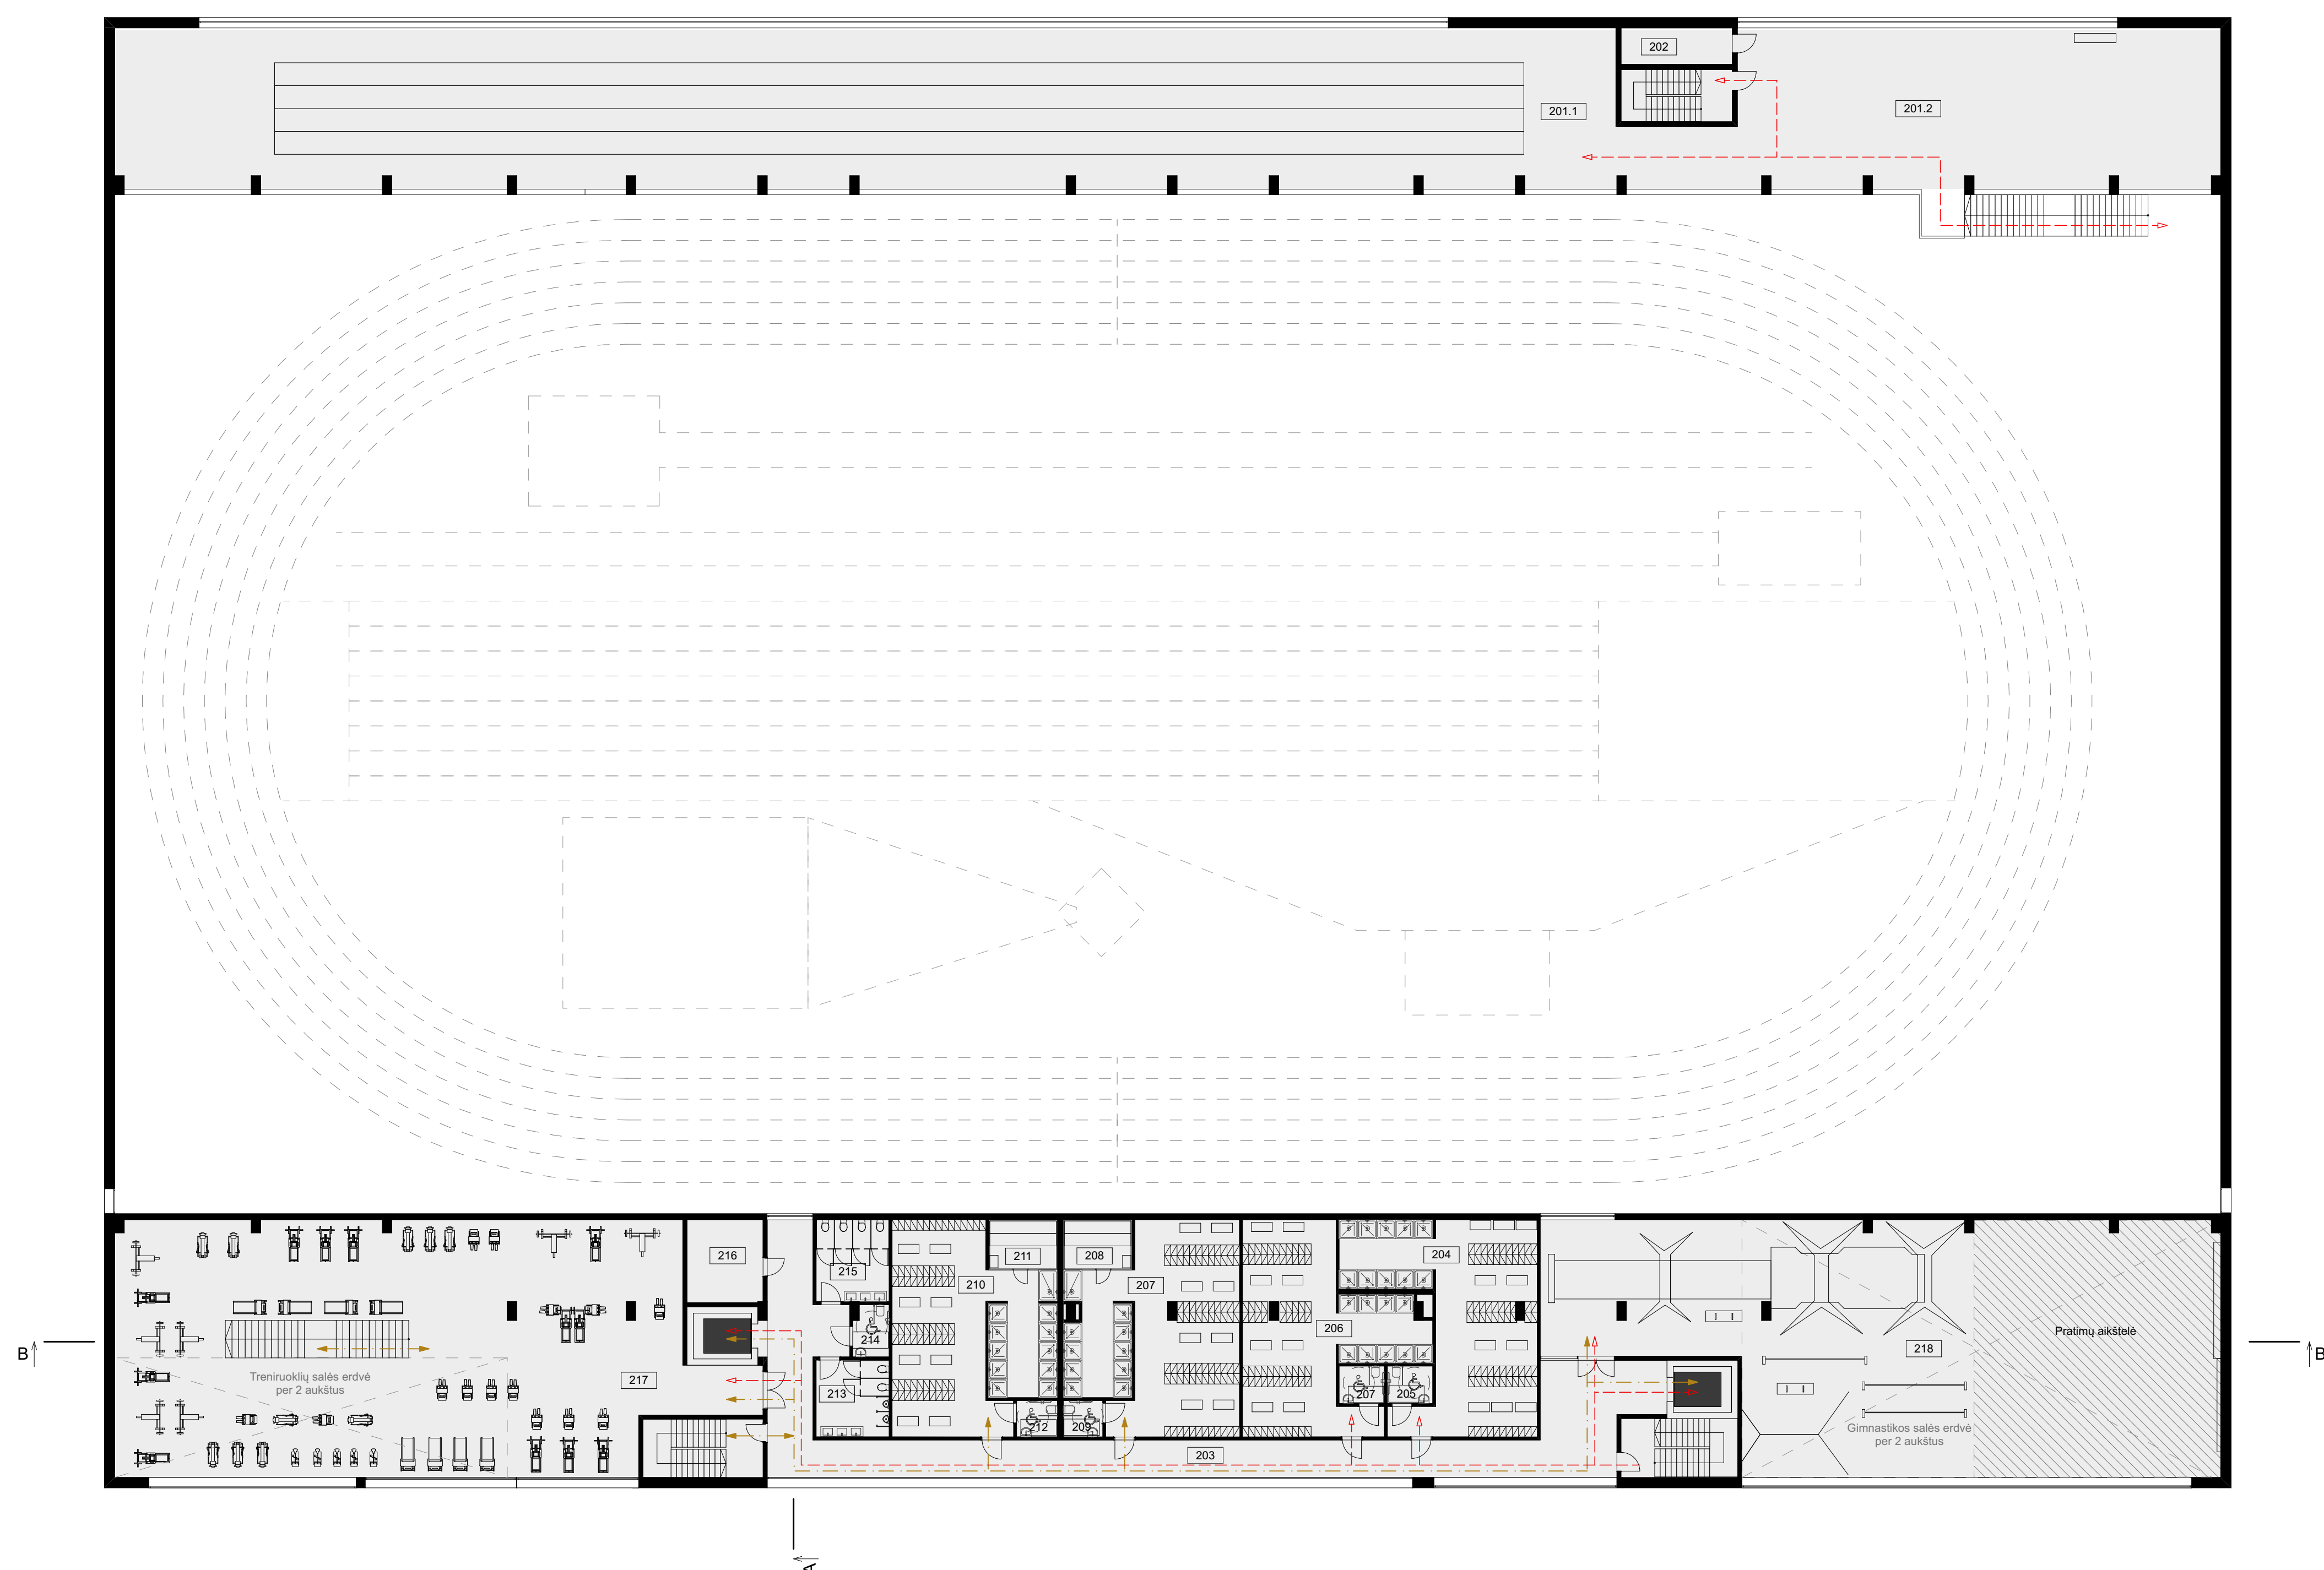 202
201.1
201.2
216
215
210
211
208
207
204
206
214
218
Pratimų aikštelė
B
B
Treniruoklių salės erdvė
per 2 aukštus
217
213
212
209
207
205
Gimnastikos salės erdvė
per 2 aukštus
203
A